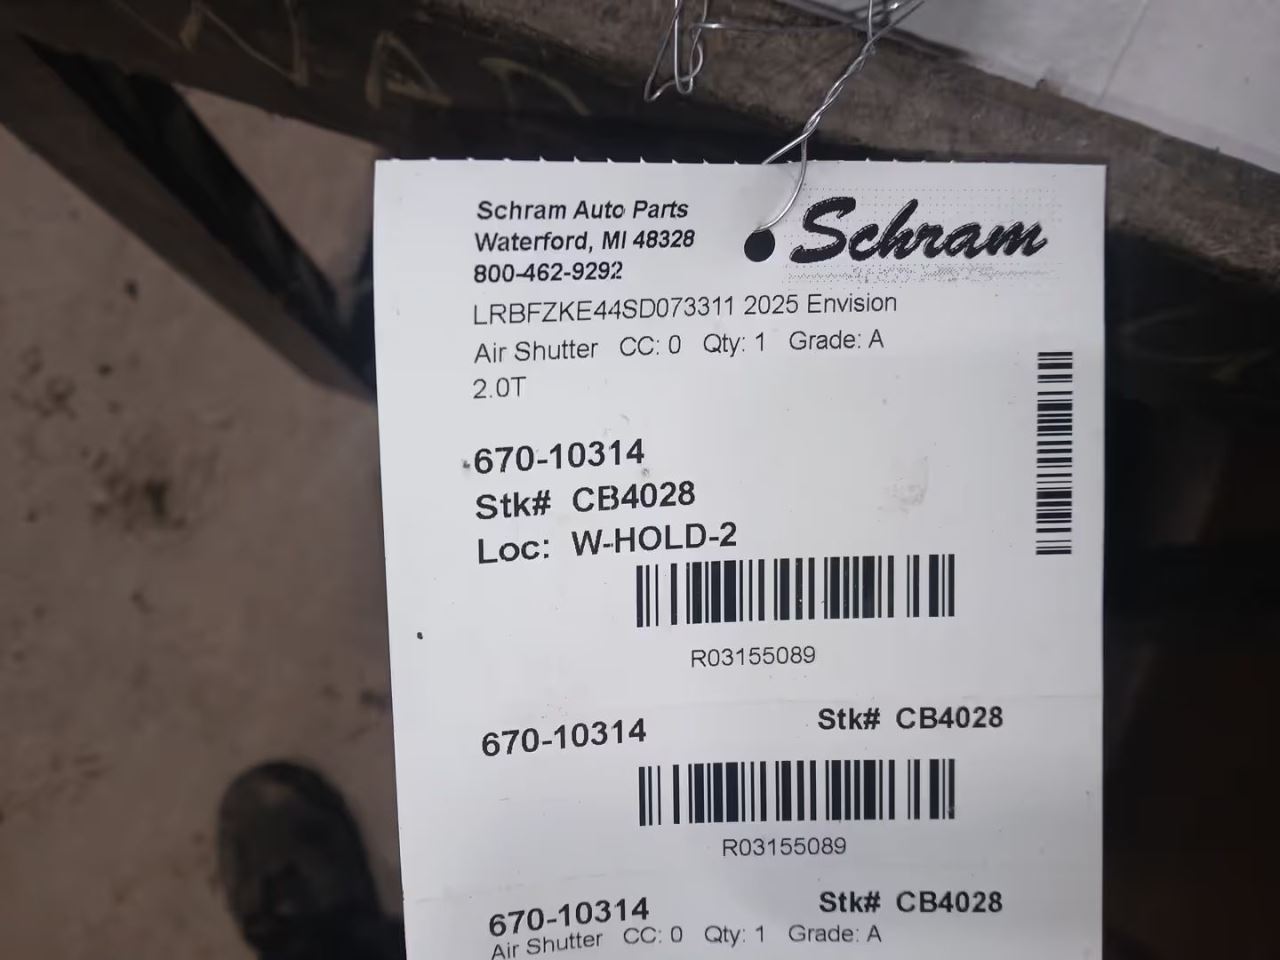 Schram Auto Parts
Waterford, MI 48328
800-462-9292
Schram
LRBFZKE44SD073311 2025 Envision
Air Shutter CC: 0 Qty: 1 Grade: A
2.0T
670-10314
Stk# CB4028
Loc: W-HOLD-2
R03155089
670-10314 Stk# CB4028
R03155089
670-10314 Stk# CB4028
Air Shutter CC: 0 Qty: 1 Grade: A